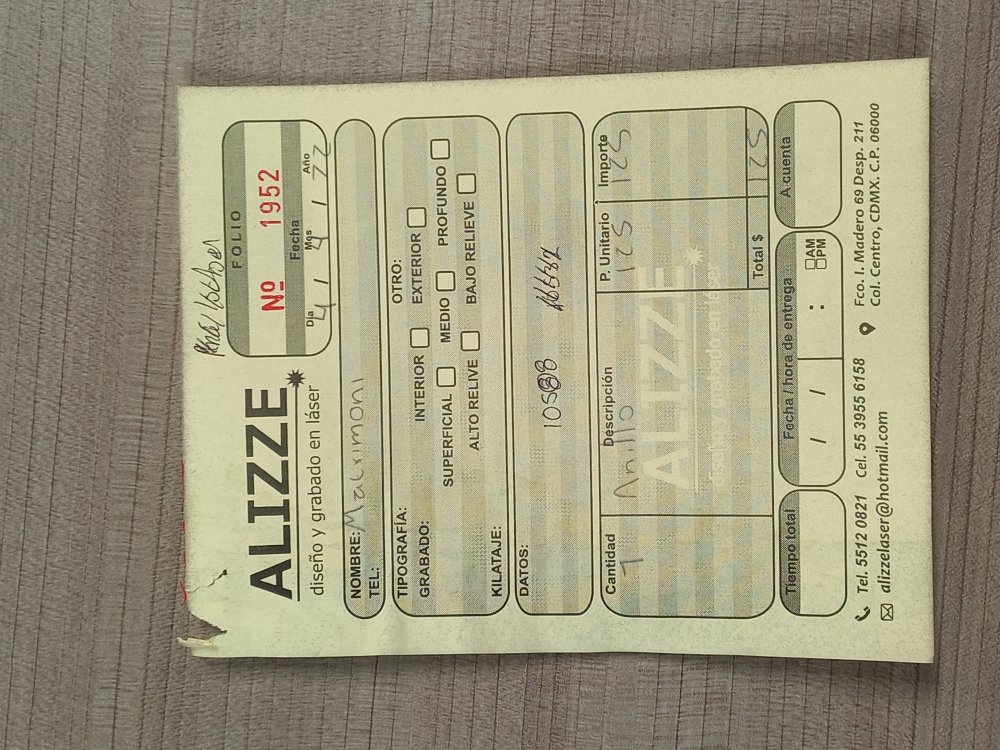 ALIZZE
diseño y grabado en láser
FOLIO
Nº 1952
Fecha
Día Mes Año
4 / 4 / 22
NOMBRE: Matrimoni
TEL:
TIPOGRAFÍA: OTRO:
GRABADO: INTERIOR EXTERIOR
SUPERFICIAL MEDIO PROFUNDO
ALTO RELIVE BAJO RELIEVE
KILATAJE:
DATOS:
Cantidad Descripción P. Unitario Importe
1 Anillo 125 125
ALIZZE
diseño y grabado en láser
Total $ 125
Tiempo total Fecha / hora de entrega A cuenta
/ / : AM
PM
Tel. 5512 0821 Cel. 55 3955 6158
alizzelaser@hotmail.com
Fco. I. Madero 69 Desp. 211
Col. Centro, CDMX. C.P. 06000